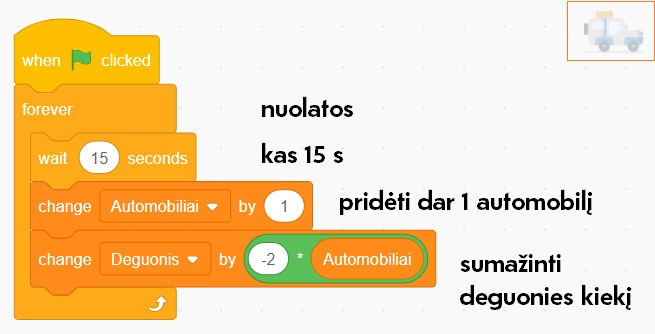 when clicked
forever
nuolatos
wait 15 seconds
kas 15 s
change Automobiliai by 1
pridėti dar 1 automobilį
change Deguonis by -2 * Automobiliai
sumažinti
deguonies kiekį